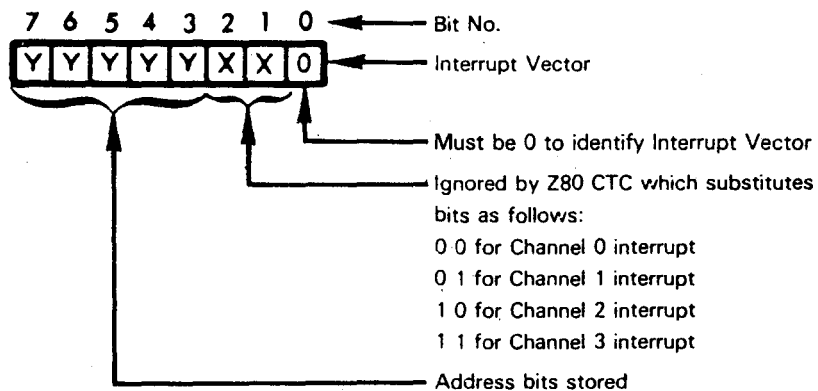 7 6 5 4 3 2 1 0 Bit No.
Y Y Y Y Y X X 0 Interrupt Vector
Must be 0 to identify Interrupt Vector
Ignored by Z80 CTC which substitutes
bits as follows:
0 0 for Channel 0 interrupt
0 1 for Channel 1 interrupt
1 0 for Channel 2 interrupt
1 1 for Channel 3 interrupt
Address bits stored